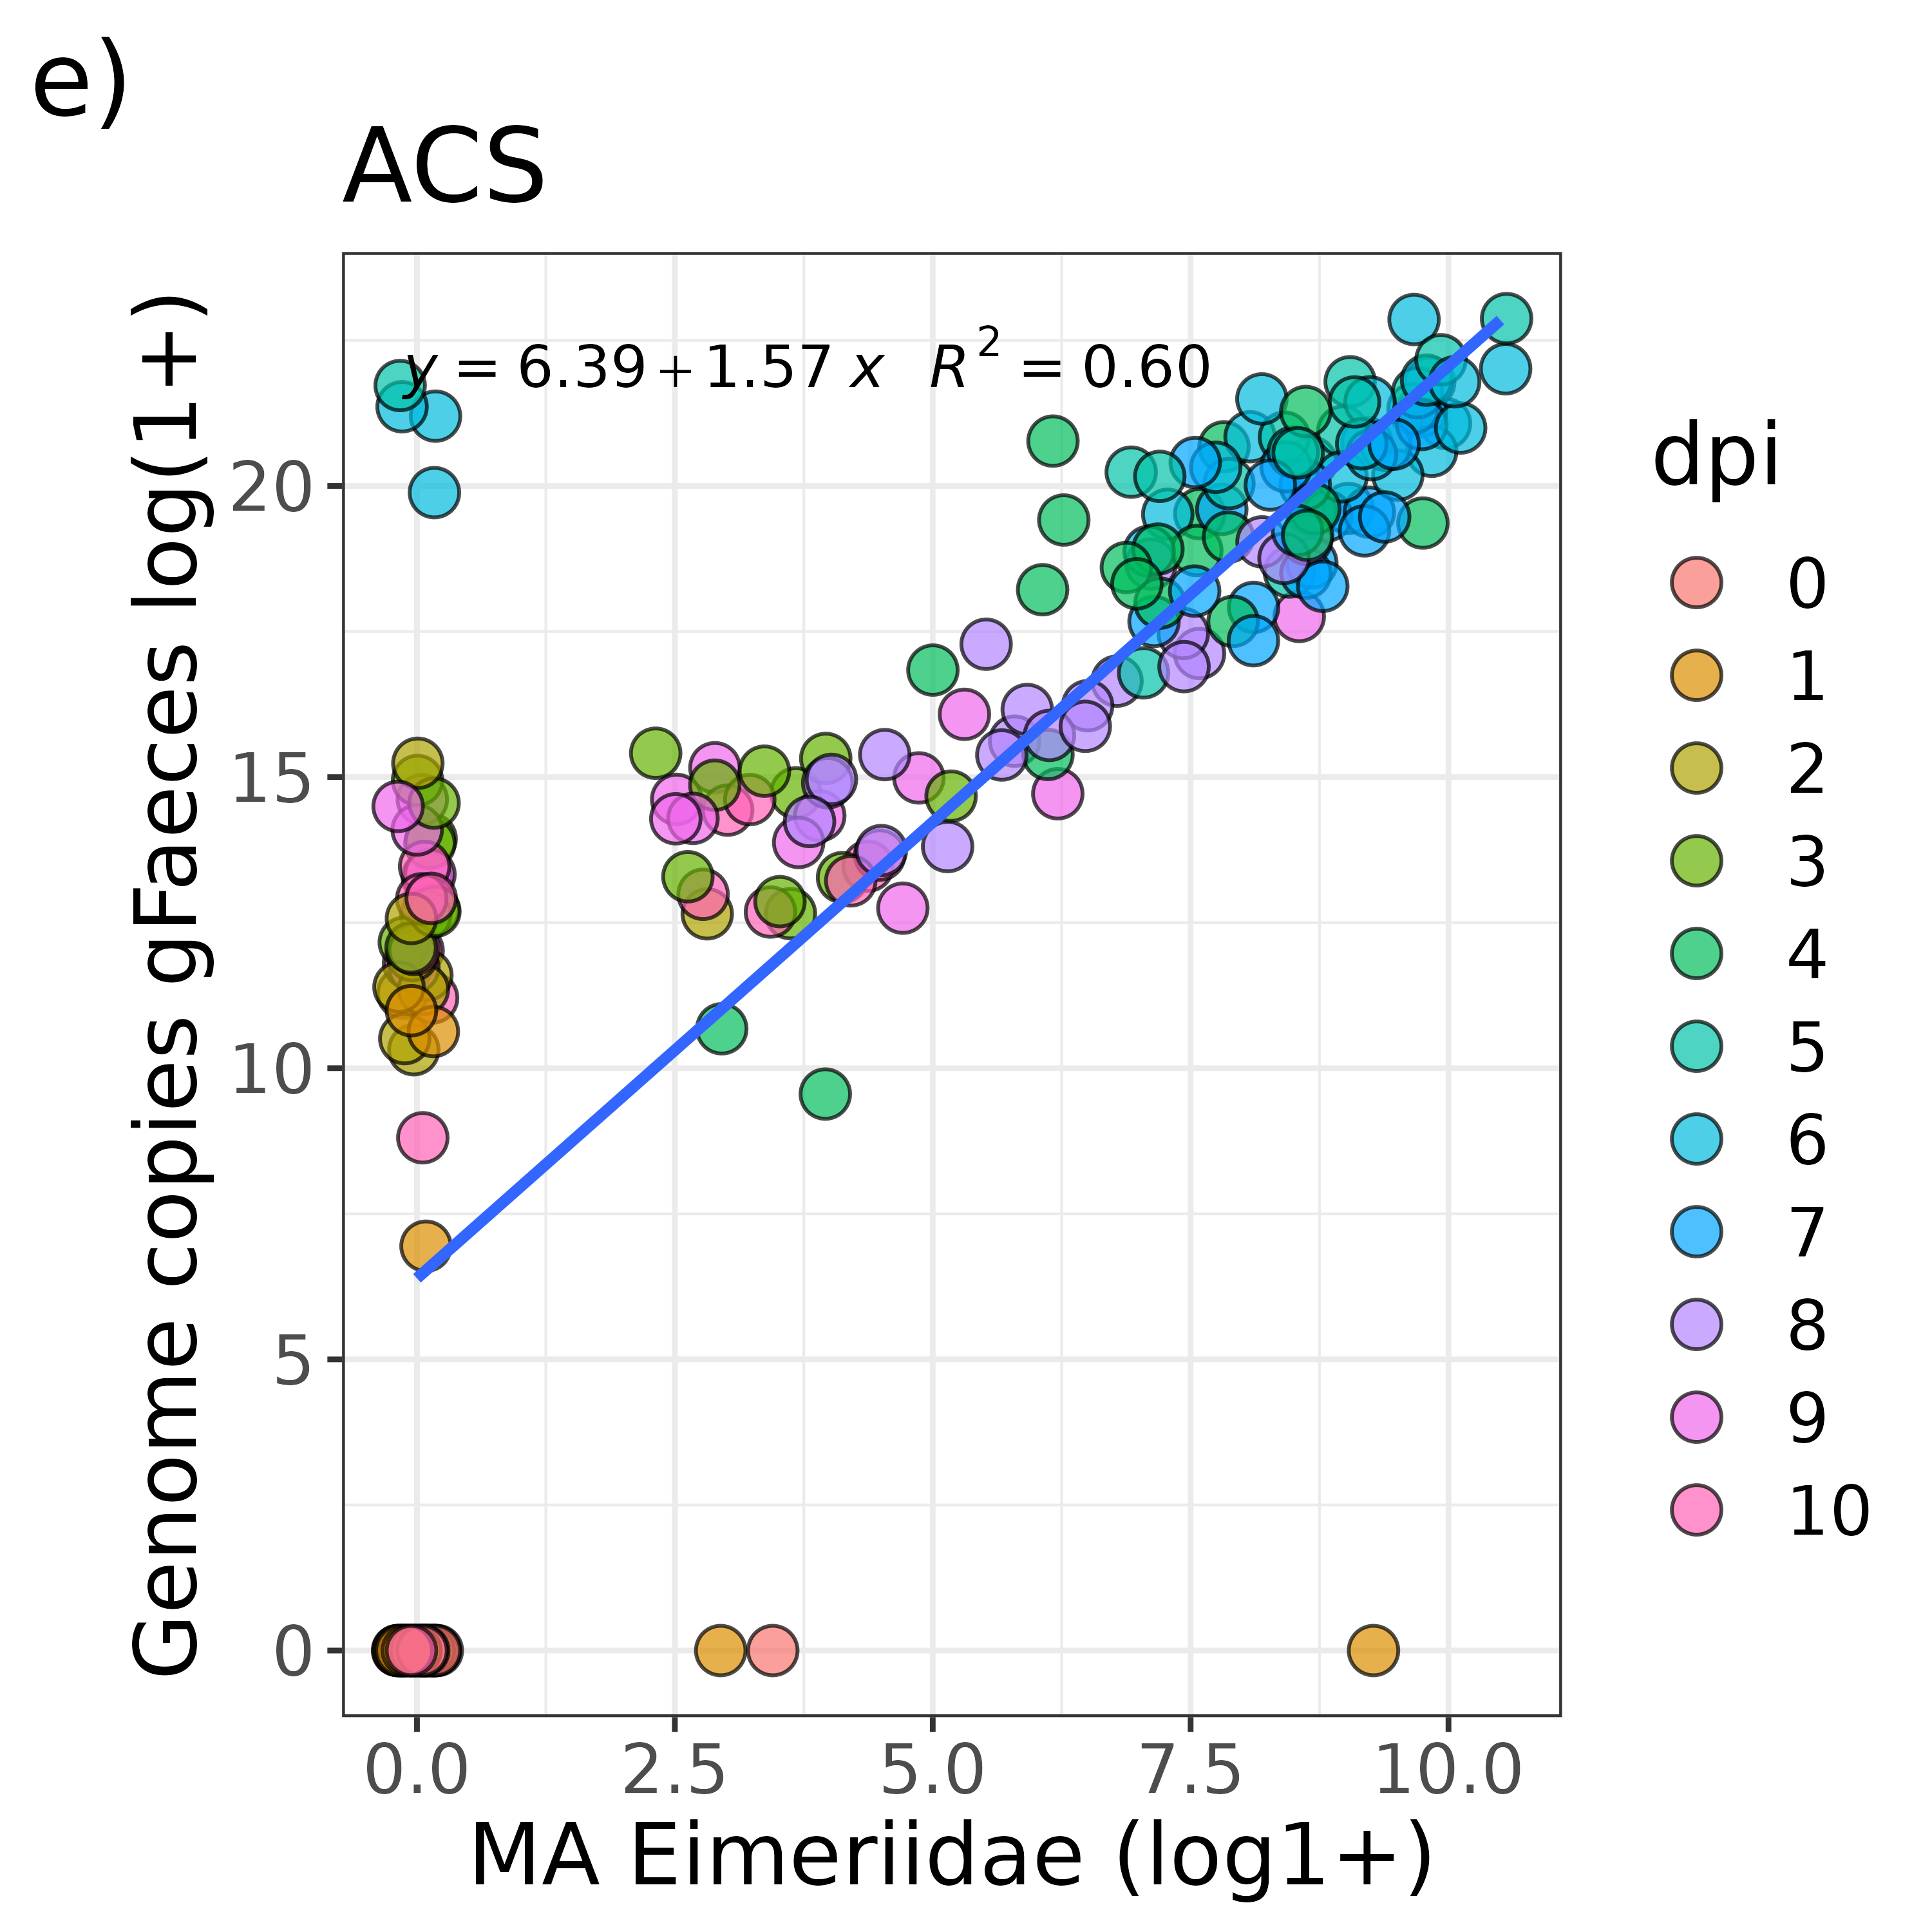 e)
ACS
y = 6.39 + 1.57 x R² = 0.60
Genome copies gFaeces log(1+)
20
15
10
5
0
0.0 2.5 5.0 7.5 10.0
MA Eimeriidae (log1+)
dpi
0
1
2
3
4
5
6
7
8
9
10